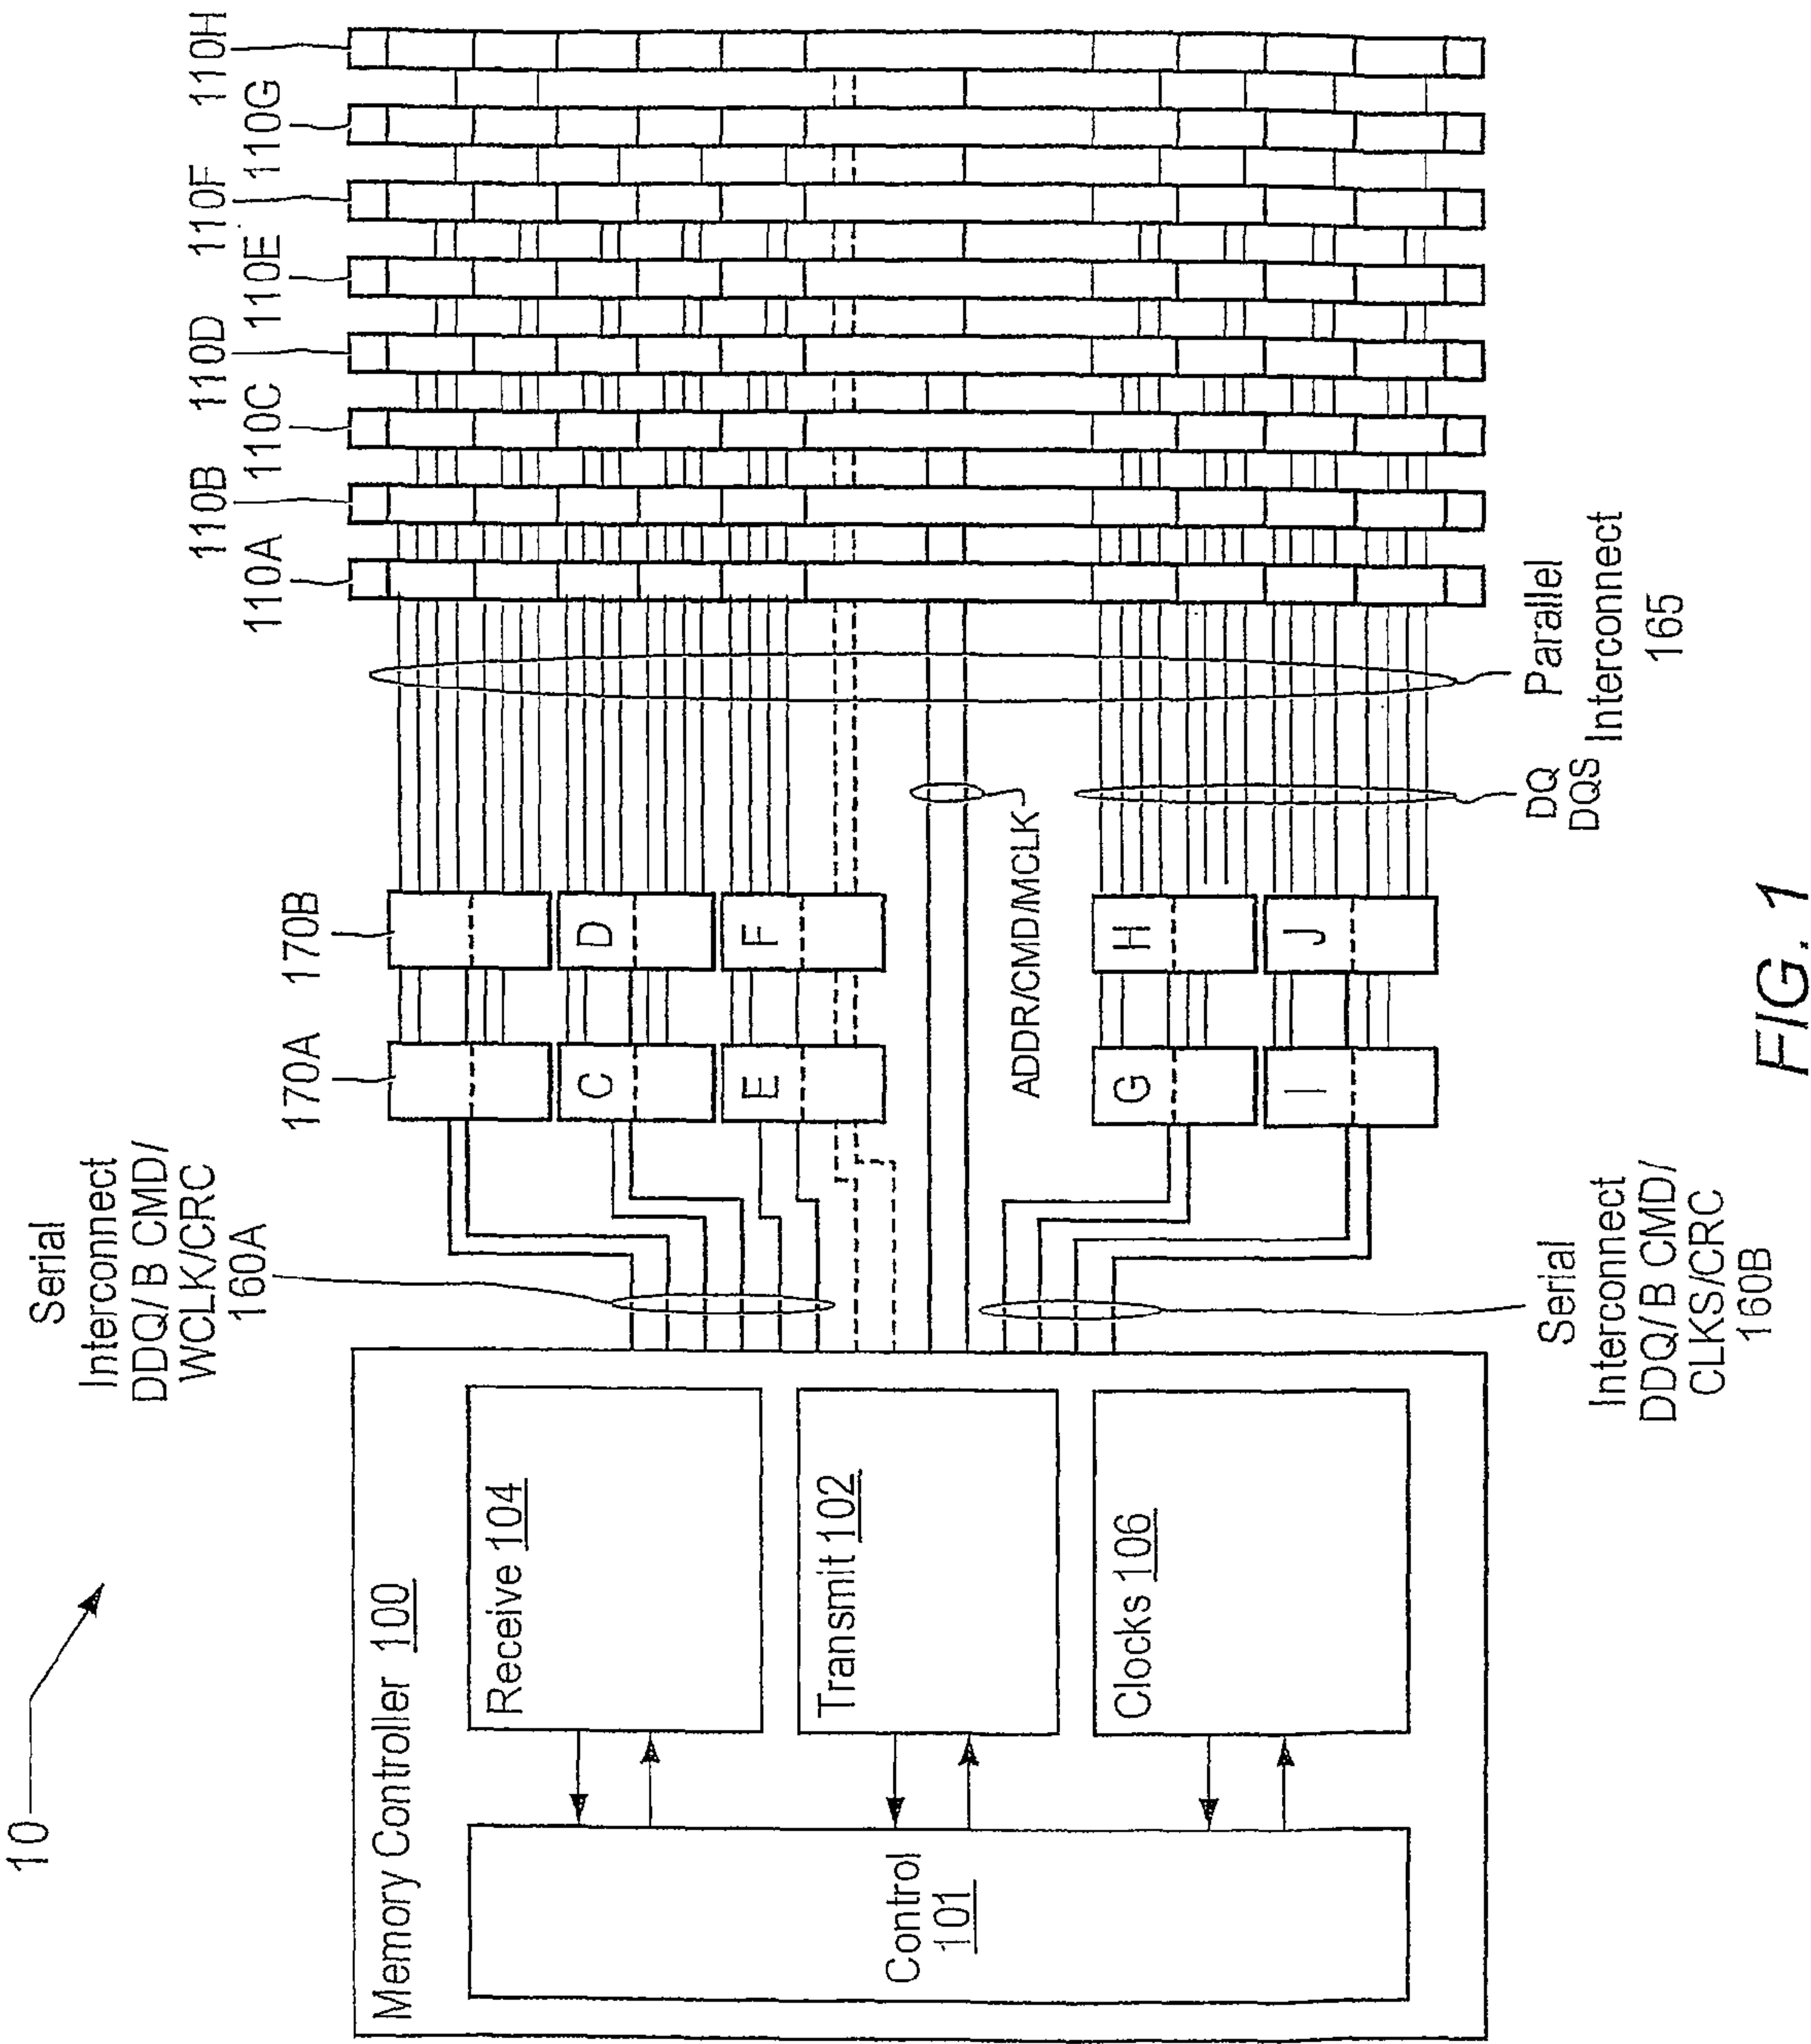 10
Serial
Interconnect
DDQ/B CMD/
WCLK/CRC
160A
170A
170B
110A
110B
110C
110D
110E
110F
110G
110H
Memory Controller 100
Receive 104
Transmit 102
Clocks 106
Control
101
C
D
E
F
G
H
I
J
ADDR/CMD/MCLK
Serial
Interconnect
DDQ/B CMD/
CLKS/CRC
160B
DQ
DQS
Parallel
Interconnect
165
FIG. 1